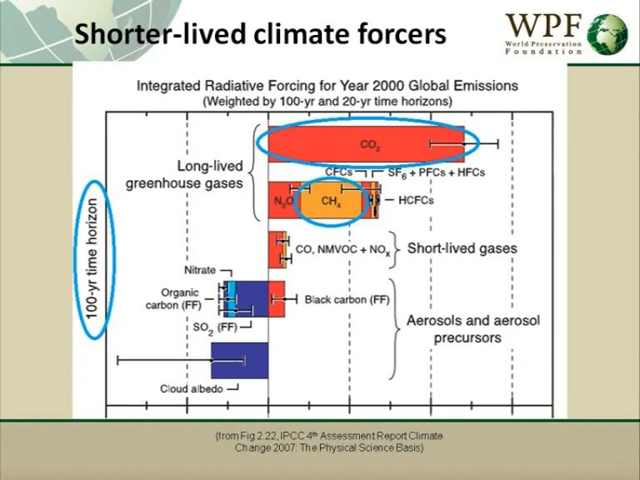 Shorter-lived climate forcers
WPF
World Preservation
Foundation
Integrated Radiative Forcing for Year 2000 Global Emissions
(Weighted by 100-yr and 20-yr time horizons)
CO₂
Long-lived
greenhouse gases
CFCs
SF₆ + PFCs + HFCs
N₂O
CH₄
HCFCs
100-yr time horizon
CO, NMVOC + NOₓ
Short-lived gases
Nitrate
Organic
carbon (FF)
Black carbon (FF)
SO₂ (FF)
Aerosols and aerosol
precursors
Cloud albedo
(from Fig 2.22, IPCC 4ᵗʰ Assessment Report Climate
Change 2007: The Physical Science Basis)